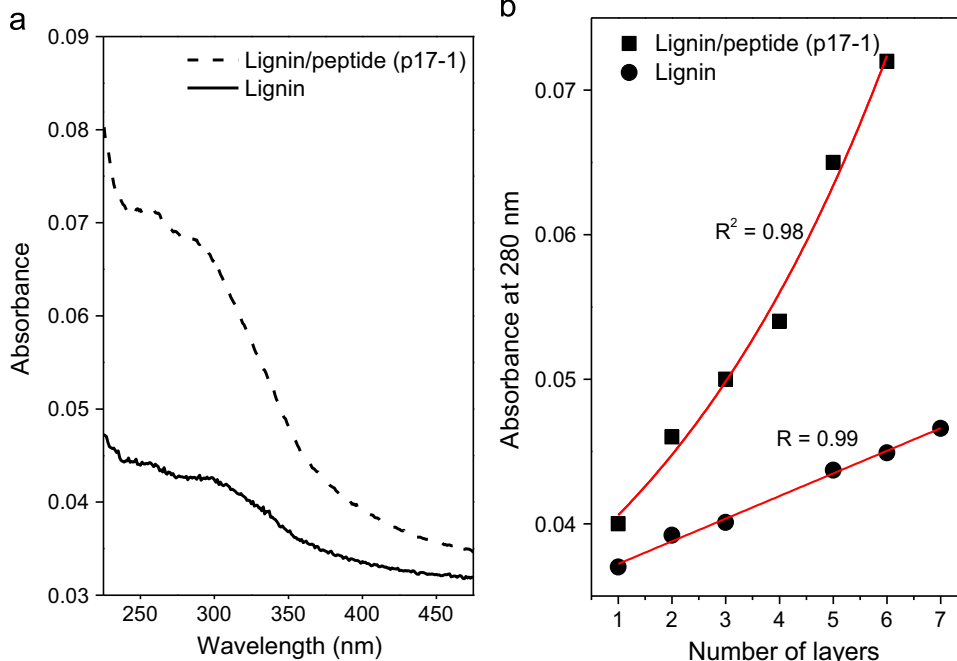 a
0.09
0.08
0.07
0.06
0.05
0.04
0.03
Absorbance
Lignin/peptide (p17-1)
Lignin
250
300
350
400
450
Wavelength (nm)
b
0.07
0.06
0.05
0.04
Absorbance at 280 nm
Lignin/peptide (p17-1)
Lignin
R² = 0.98
R = 0.99
1
2
3
4
5
6
7
Number of layers